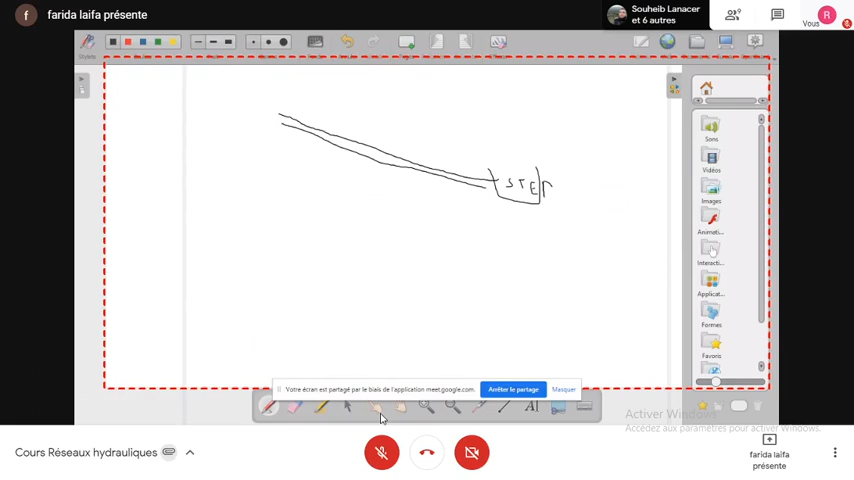 f
farida laifa présente
Souheib Lanacer
et 6 autres
9
R
Vous
Sons
Vidéos
Images
Animati...
Interacti...
Applicat...
Formes
Favoris
STEP
Votre écran est partagé par le biais de l'application meet.google.com.
Arrêter le partage
Masquer
Activer Windows
Accédez aux paramètres pour activer Windows.
Cours Réseaux hydrauliques
farida laifa
présente